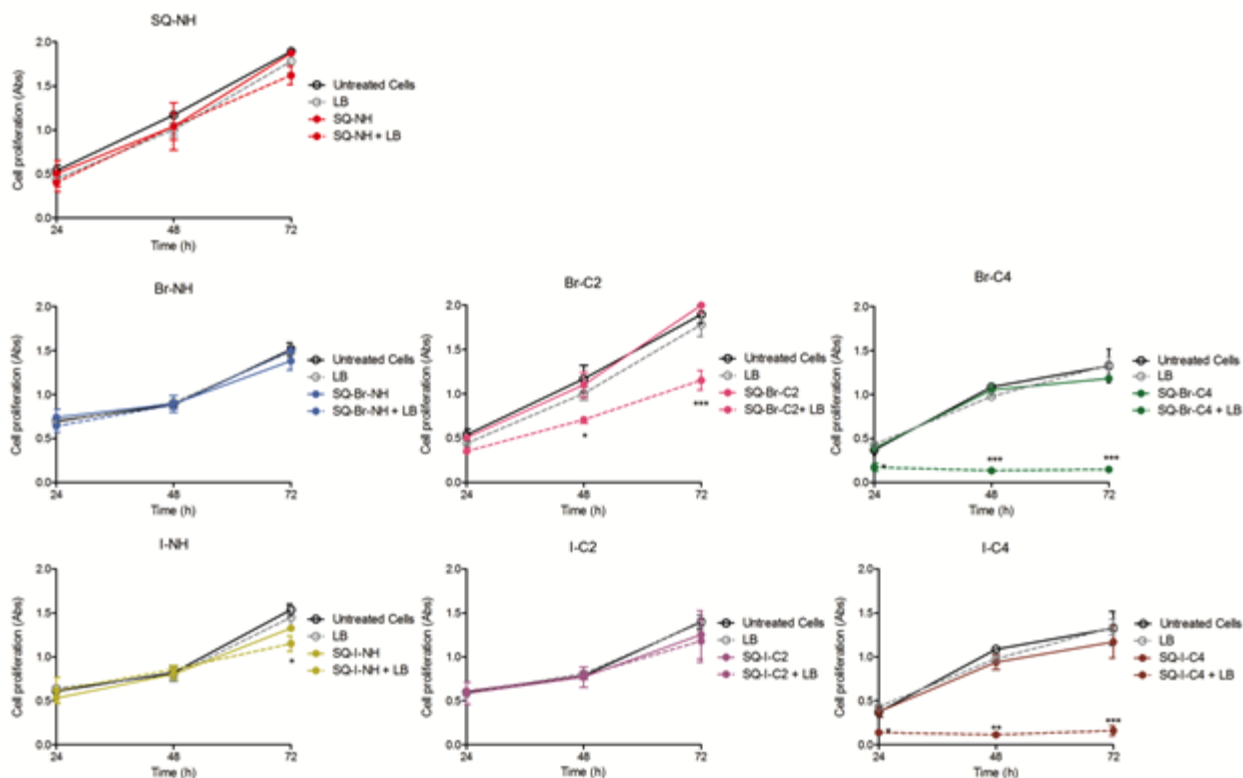 SQ-NH
2.0
1.5
1.0
0.5
0.0
Cell proliferation (Abs)
24
48
72
Time (h)
Untreated Cells
LB
SQ-NH
SQ-NH + LB
Br-NH
2.0
1.5
1.0
0.5
0.0
Cell proliferation (Abs)
24
48
72
Time (h)
Untreated Cells
LB
SQ-Br-NH
SQ-Br-NH + LB
Br-C2
2.0
1.5
1.0
0.5
0.0
Cell proliferation (Abs)
24
48
72
Time (h)
*
***
Untreated Cells
LB
SQ-Br-C2
SQ-Br-C2+ LB
Br-C4
2.0
1.5
1.0
0.5
0.0
Cell proliferation (Abs)
24
48
72
Time (h)
*
***
***
Untreated Cells
LB
SQ-Br-C4
SQ-Br-C4 + LB
I-NH
2.0
1.5
1.0
0.5
0.0
Cell proliferation (Abs)
24
48
72
Time (h)
*
Untreated Cells
LB
SQ-I-NH
SQ-I-NH + LB
I-C2
2.0
1.5
1.0
0.5
0.0
Cell proliferation (Abs)
24
48
72
Time (h)
Untreated Cells
LB
SQ-I-C2
SQ-I-C2 + LB
I-C4
2.0
1.5
1.0
0.5
0.0
Cell proliferation (Abs)
24
48
72
Time (h)
*
**
***
Untreated Cells
LB
SQ-I-C4
SQ-I-C4 + LB